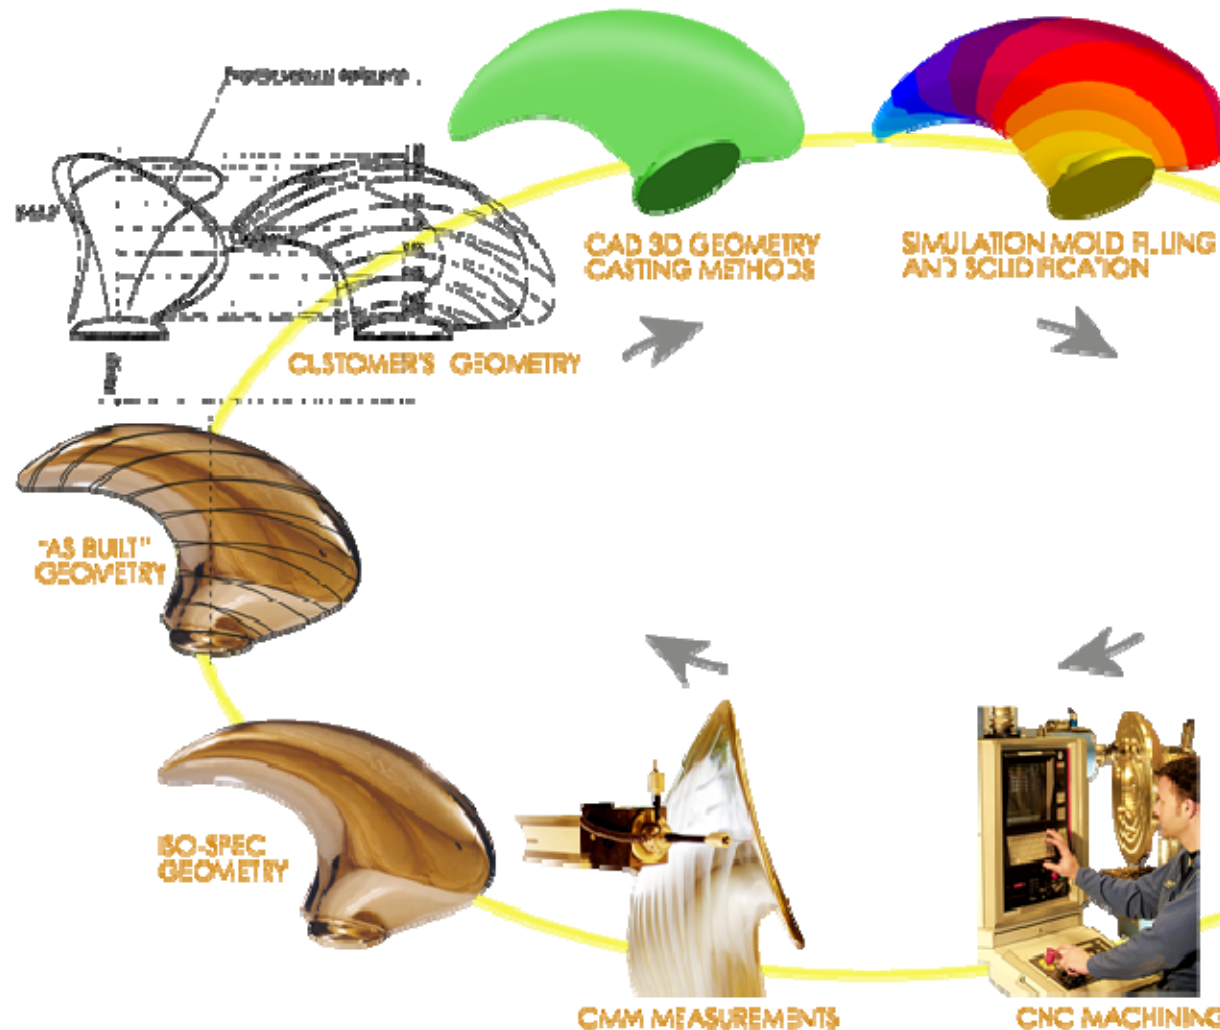 CAD 3D GEOMETRY
CASTING METHODS
SIMULATION MOLD FILLING
AND SOLIDIFICATION
CUSTOMER'S GEOMETRY
"AS BUILT"
GEOMETRY
ISO-SPEC
GEOMETRY
CMM MEASUREMENTS
CNC MACHINING